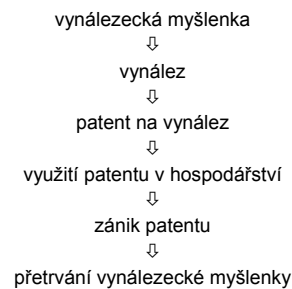 vynálezecká myšlenka
⇩
vynález
⇩
patent na vynález
⇩
využití patentu v hospodářství
⇩
zánik patentu
⇩
přetrvání vynálezecké myšlenky